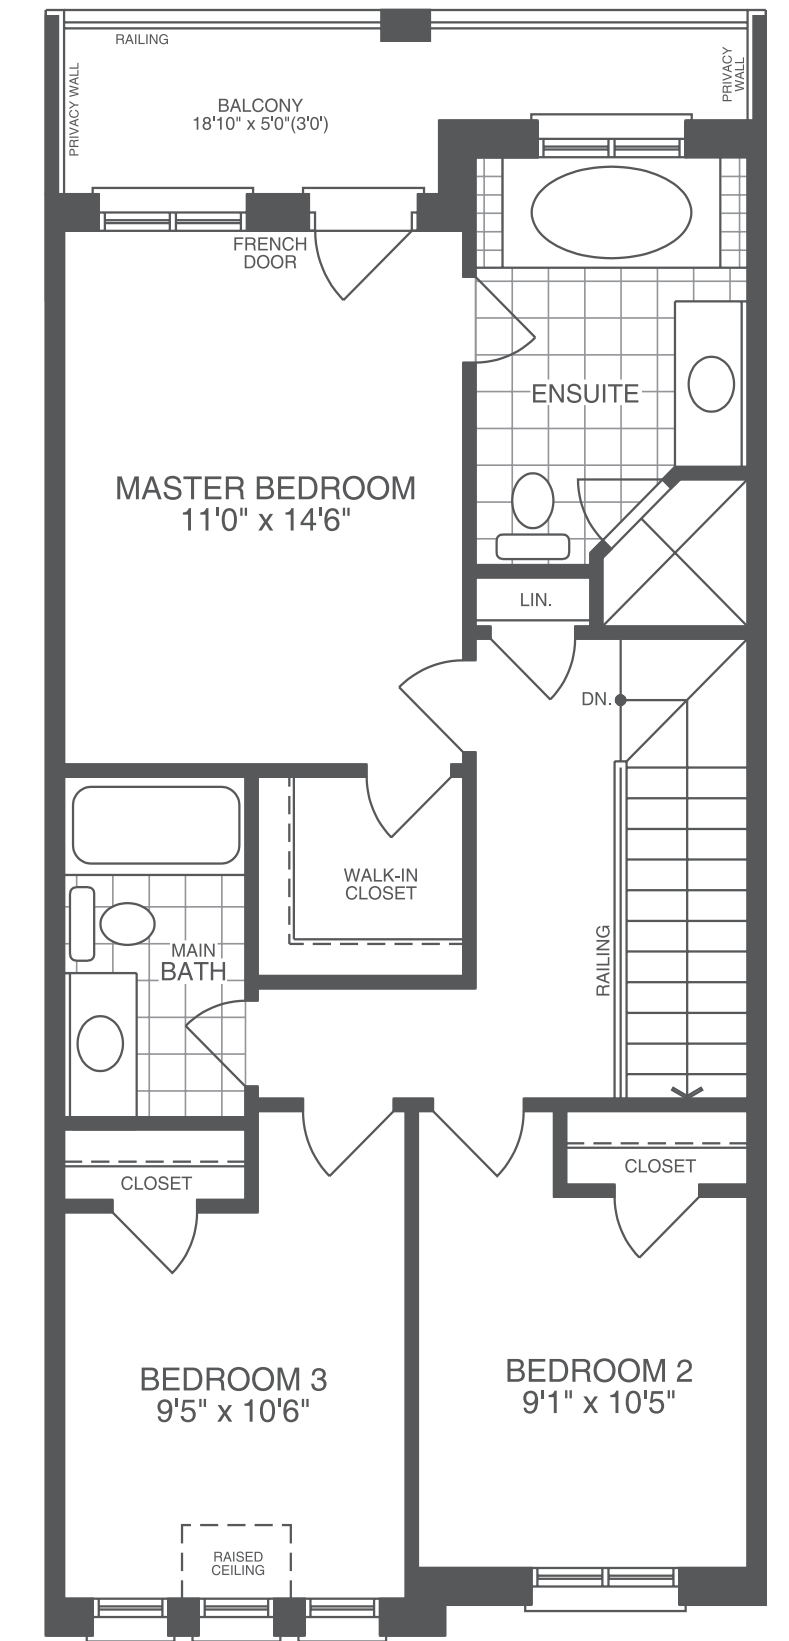 RAILING
PRIVACY WALL
PRIVACY
WALL
BALCONY
18'10" x 5'0"(3'0')
FRENCH
DOOR
ENSUITE
MASTER BEDROOM
11'0" x 14'6"
LIN.
DN.
WALK-IN
CLOSET
RAILING
MAIN
BATH
CLOSET
CLOSET
BEDROOM 3
9'5" x 10'6"
BEDROOM 2
9'1" x 10'5"
RAISED
CEILING